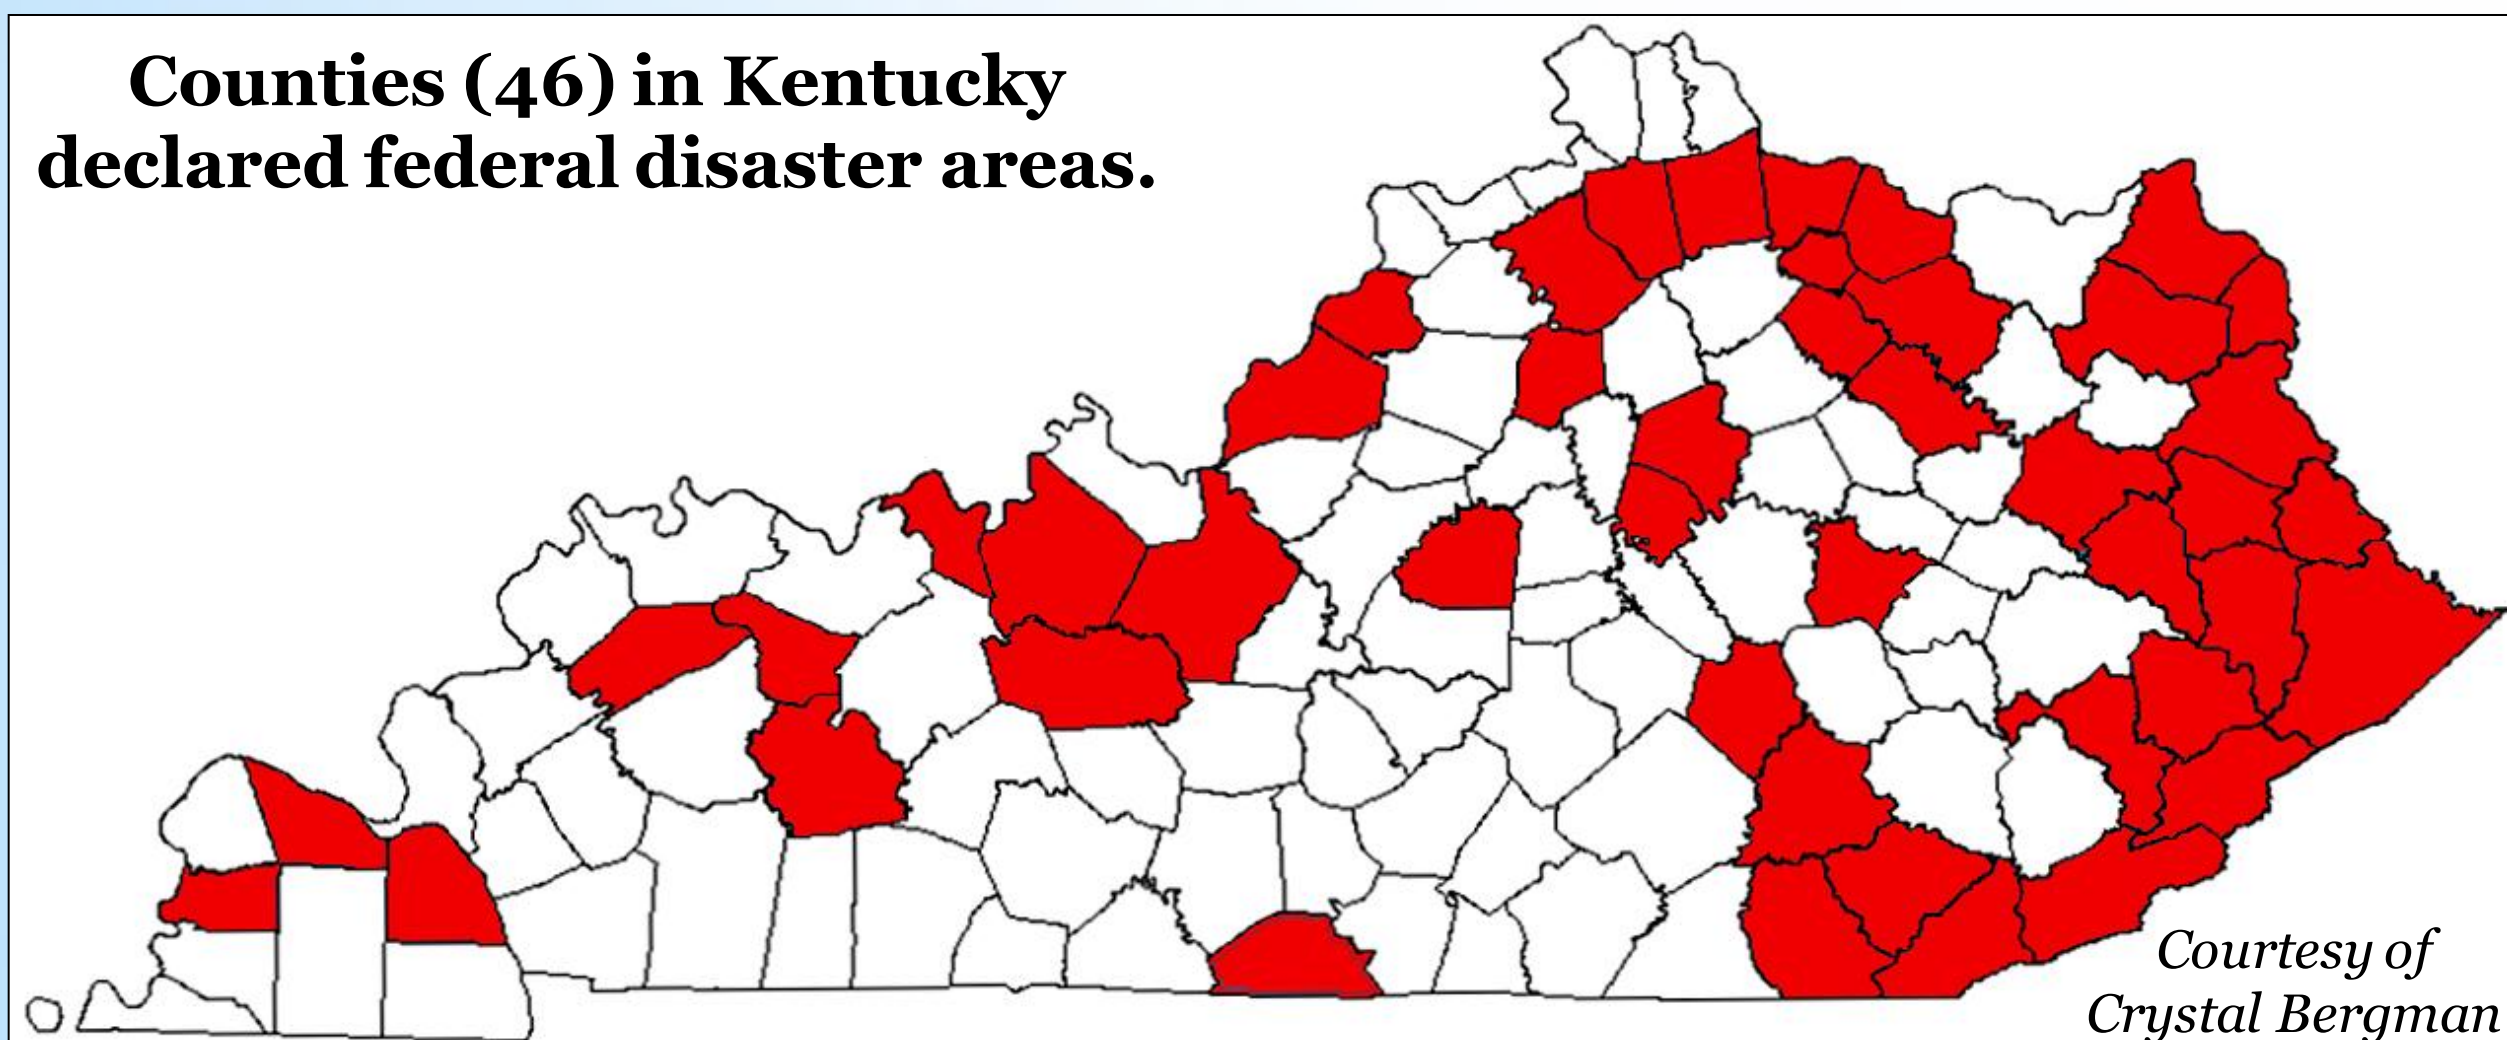 Counties (46) in Kentucky
declared federal disaster areas.
Courtesy of
Crystal Bergman